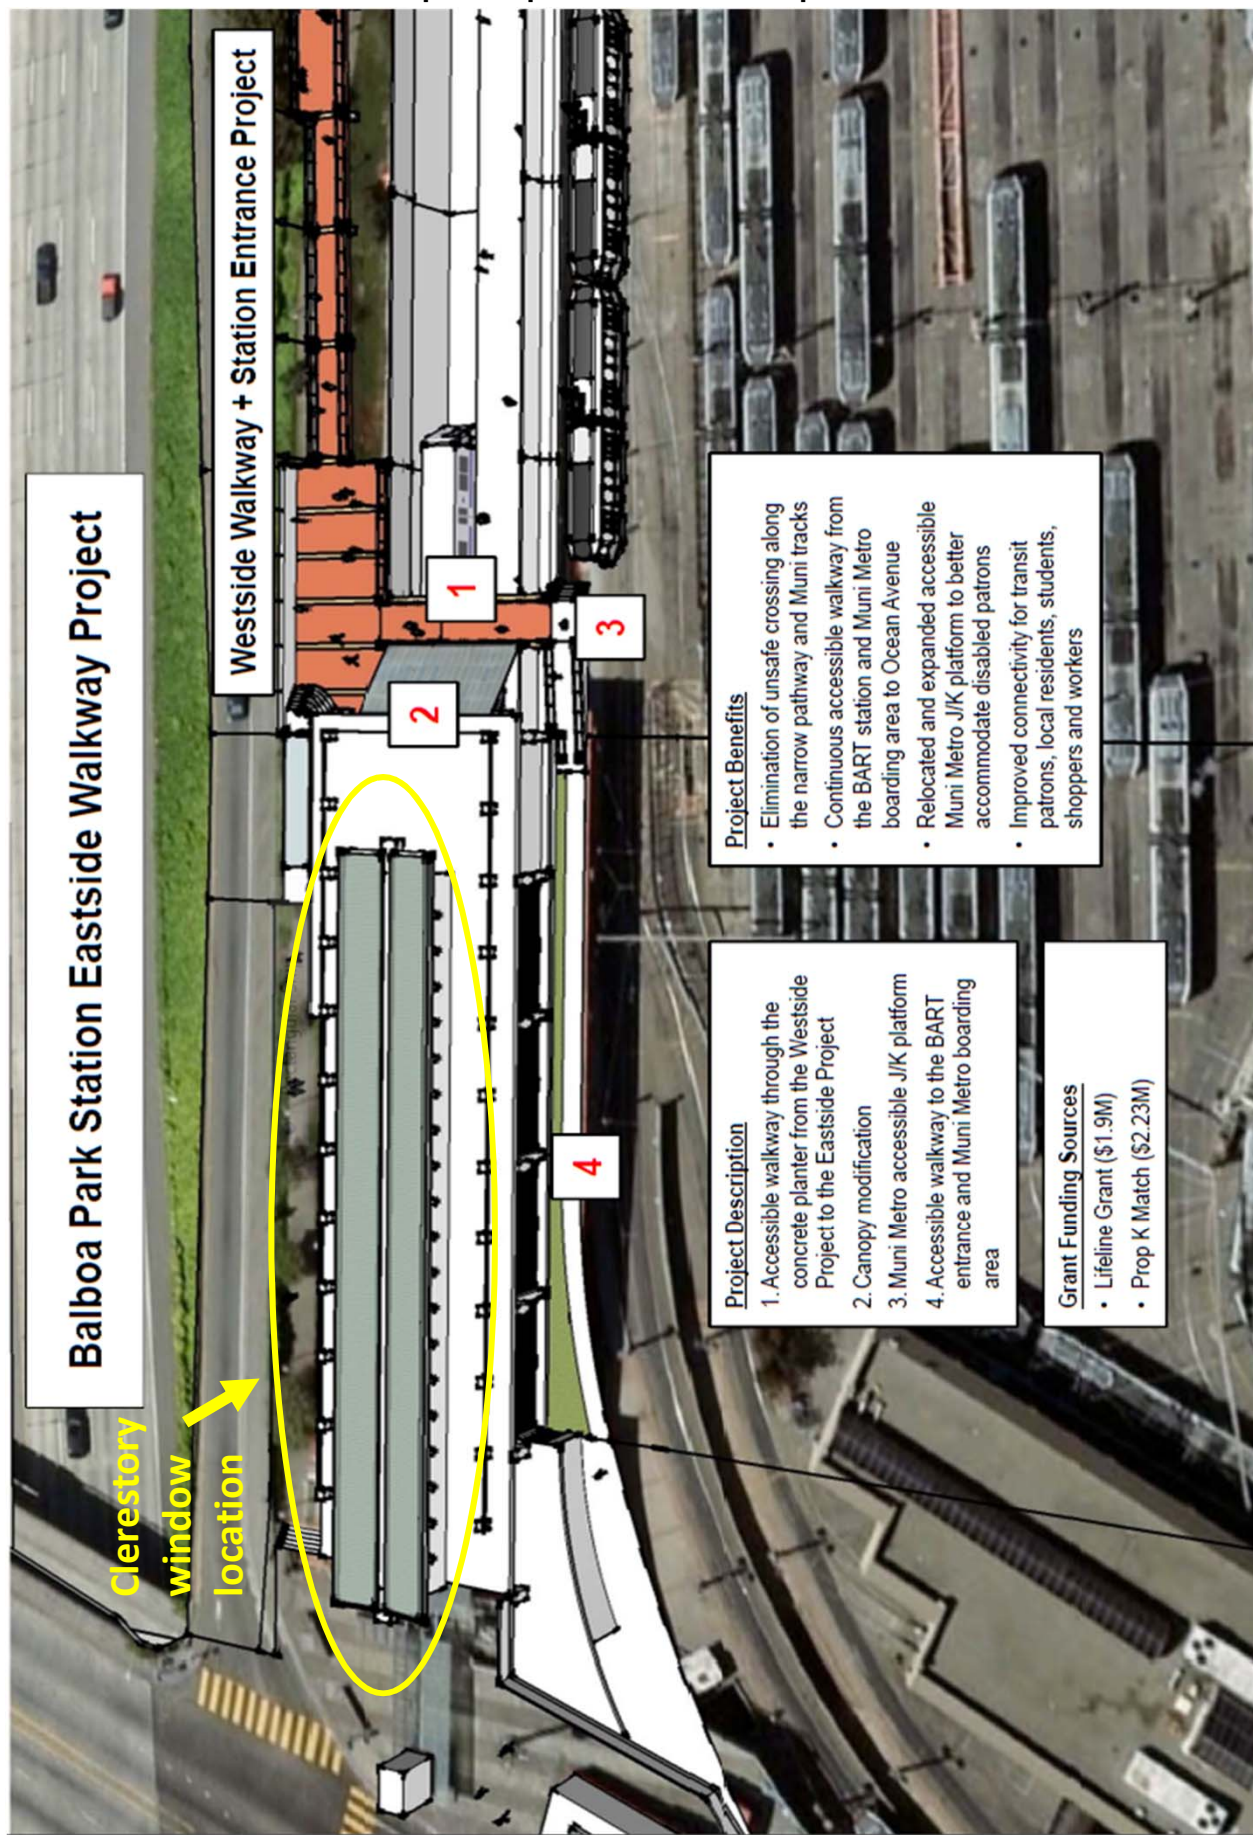 Balboa Park Station Eastside Walkway Project
Westside Walkway + Station Entrance Project
Clerestory
window
location
1
2
3
4
Project Description
1. Accessible walkway through the
concrete planter from the Westside
Project to the Eastside Project
2. Canopy modification
3. Muni Metro accessible J/K platform
4. Accessible walkway to the BART
entrance and Muni Metro boarding
area
Project Benefits
• Elimination of unsafe crossing along
the narrow pathway and Muni tracks
• Continuous accessible walkway from
the BART station and Muni Metro
boarding area to Ocean Avenue
• Relocated and expanded accessible
Muni Metro J/K platform to better
accommodate disabled patrons
• Improved connectivity for transit
patrons, local residents, students,
shoppers and workers
Grant Funding Sources
• Lifeline Grant ($1.9M)
• Prop K Match ($2.23M)